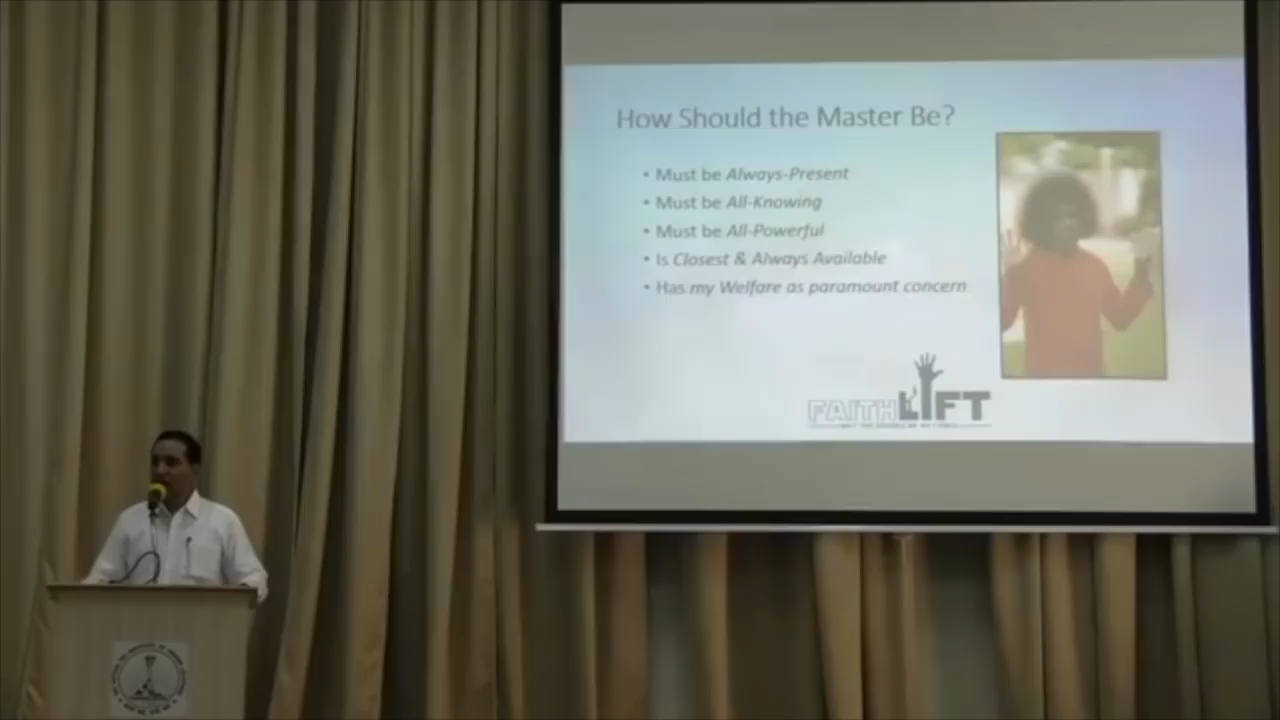 How Should the Master Be?
• Must be Always-Present
• Must be All-Knowing
• Must be All-Powerful
• Is Closest & Always Available
• Has my Welfare as paramount concern
FAITHLIFT